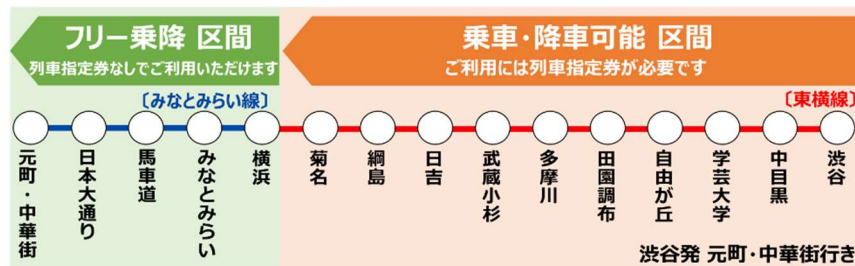 フリー乗降 区間
列車指定券なしでご利用いただけます
乗車・降車可能 区間
ご利用には列車指定券が必要です
〔みなとみらい線〕
〔東横線〕
元町・中華街
日本大通り
馬車道
みなとみらい
横浜
菊名
綱島
日吉
武蔵小杉
多摩川
田園調布
自由が丘
学芸大学
中目黒
渋谷
渋谷発 元町・中華街行き